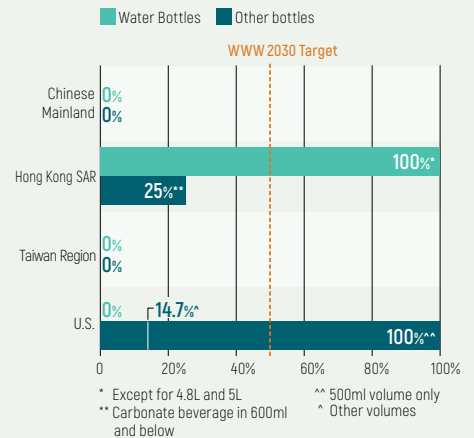 Water Bottles Other bottles
WWW 2030 Target
Chinese
Mainland
0%
0%
Hong Kong SAR
100%*
25%**
Taiwan Region
0%
0%
U.S.
0%
14.7%^
100%^^
0 20% 40% 60% 80% 100%
* Except for 4.8L and 5L
** Carbonate beverage in 600ml
and below
^^ 500ml volume only
^ Other volumes